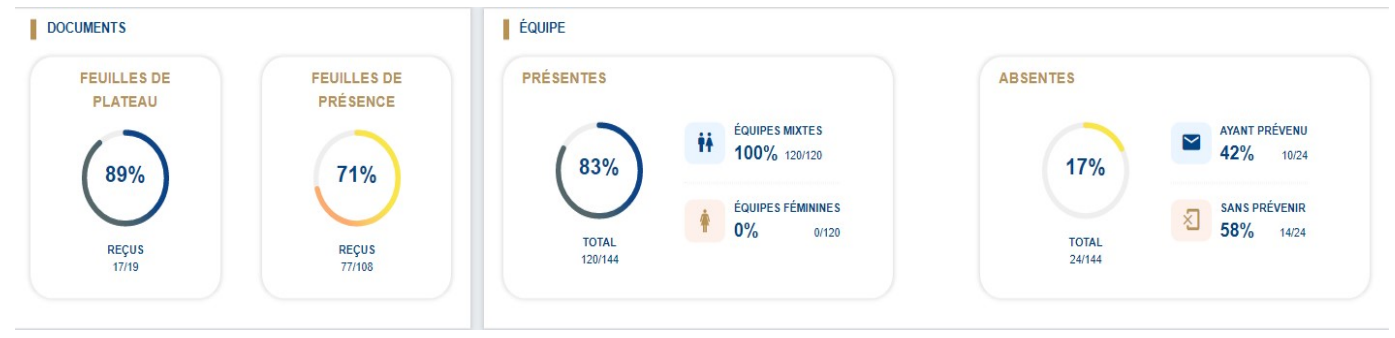 DOCUMENTS
FEUILLES DE
PLATEAU
89%
REÇUS
17/19
FEUILLES DE
PRÉSENCE
71%
REÇUS
77/108
ÉQUIPE
PRÉSENTES
83%
TOTAL
120/144
ÉQUIPES MIXTES
100% 120/120
ÉQUIPES FÉMININES
0% 0/120
ABSENTES
17%
TOTAL
24/144
AYANT PRÉVENU
42% 10/24
SANS PRÉVENIR
58% 14/24